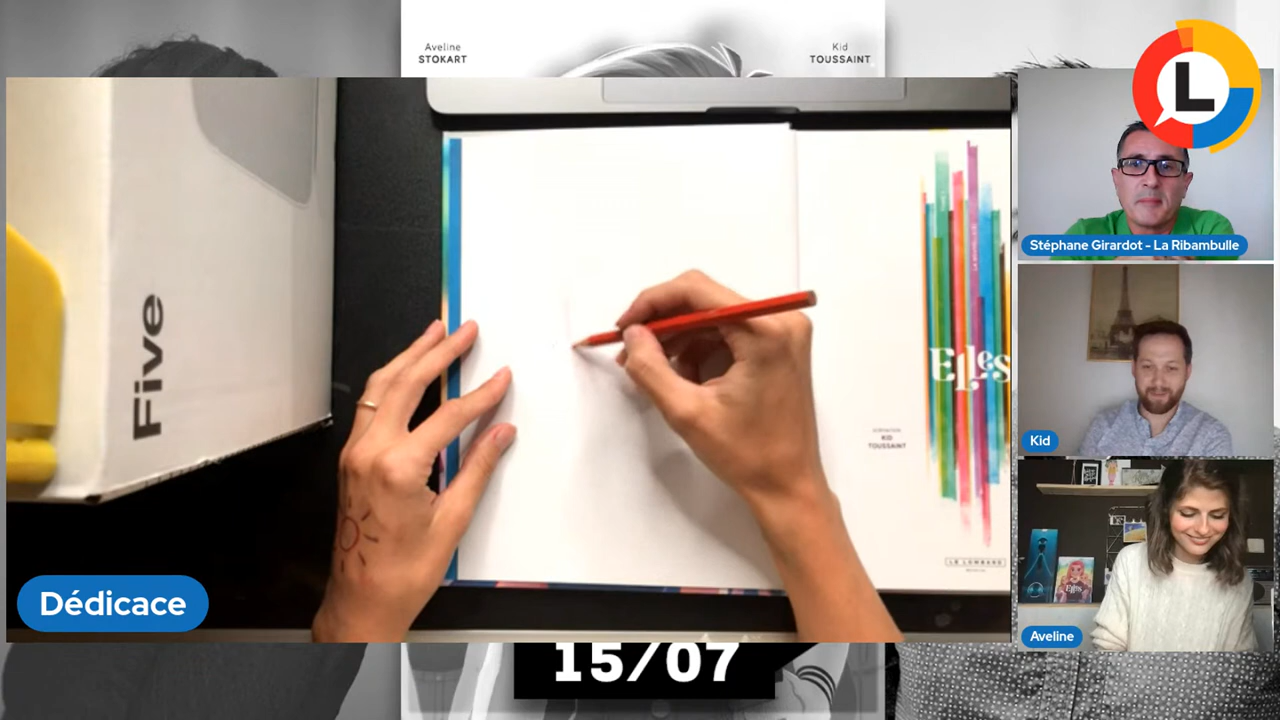 Aveline
STOKART
Kid
TOUSSAINT
L
Stéphane Girardot - La Ribambulle
Five
Elles
KID
TOUSSAINT
LE LOMBARD
Kid
Elles
Aveline
Dédicace
15/07